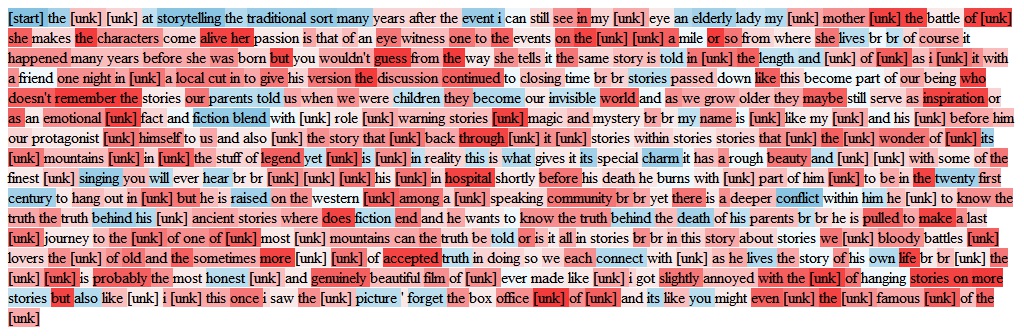 [start] the [unk] [unk] at storytelling the traditional sort many years after the event i can still see in my [unk] eye an elderly lady my [unk] mother [unk] the battle of [unk]
she makes the characters come alive her passion is that of an eye witness one to the events on the [unk] [unk] a mile or so from where she lives br br of course it
happened many years before she was born but you wouldn't guess from the way she tells it the same story is told in [unk] the length and [unk] of [unk] as i [unk] it with
a friend one night in [unk] a local cut in to give his version the discussion continued to closing time br br stories passed down like this become part of our being who
doesn't remember the stories our parents told us when we were children they become our invisible world and as we grow older they maybe still serve as inspiration or
as an emotional [unk] fact and fiction blend with [unk] role [unk] warning stories [unk] magic and mystery br br my name is [unk] like my [unk] and his [unk] before him
our protagonist [unk] himself to us and also [unk] the story that [unk] back through [unk] it [unk] stories within stories stories that [unk] the [unk] wonder of [unk] its
[unk] mountains [unk] in [unk] the stuff of legend yet [unk] is [unk] in reality this is what gives it its special charm it has a rough beauty and [unk] [unk] with some of the
finest [unk] singing you will ever hear br br [unk] [unk] [unk] his [unk] in hospital shortly before his death he burns with [unk] part of him [unk] to be in the twenty first
century to hang out in [unk] but he is raised on the western [unk] among a [unk] speaking community br br yet there is a deeper conflict within him he [unk] to know the
truth the truth behind his [unk] ancient stories where does fiction end and he wants to know the truth behind the death of his parents br br he is pulled to make a last
[unk] journey to the [unk] of one of [unk] most [unk] mountains can the truth be told or is it all in stories br br in this story about stories we [unk] bloody battles [unk]
lovers the [unk] of old and the sometimes more [unk] [unk] of accepted truth in doing so we each connect with [unk] as he lives the story of his own life br br [unk] the
[unk] [unk] is probably the most honest [unk] and genuinely beautiful film of [unk] ever made like [unk] i got slightly annoyed with the [unk] of hanging stories on more
stories but also like [unk] i [unk] this once i saw the [unk] picture ' forget the box office [unk] of [unk] and its like you might even [unk] the [unk] famous [unk] of the
[unk]